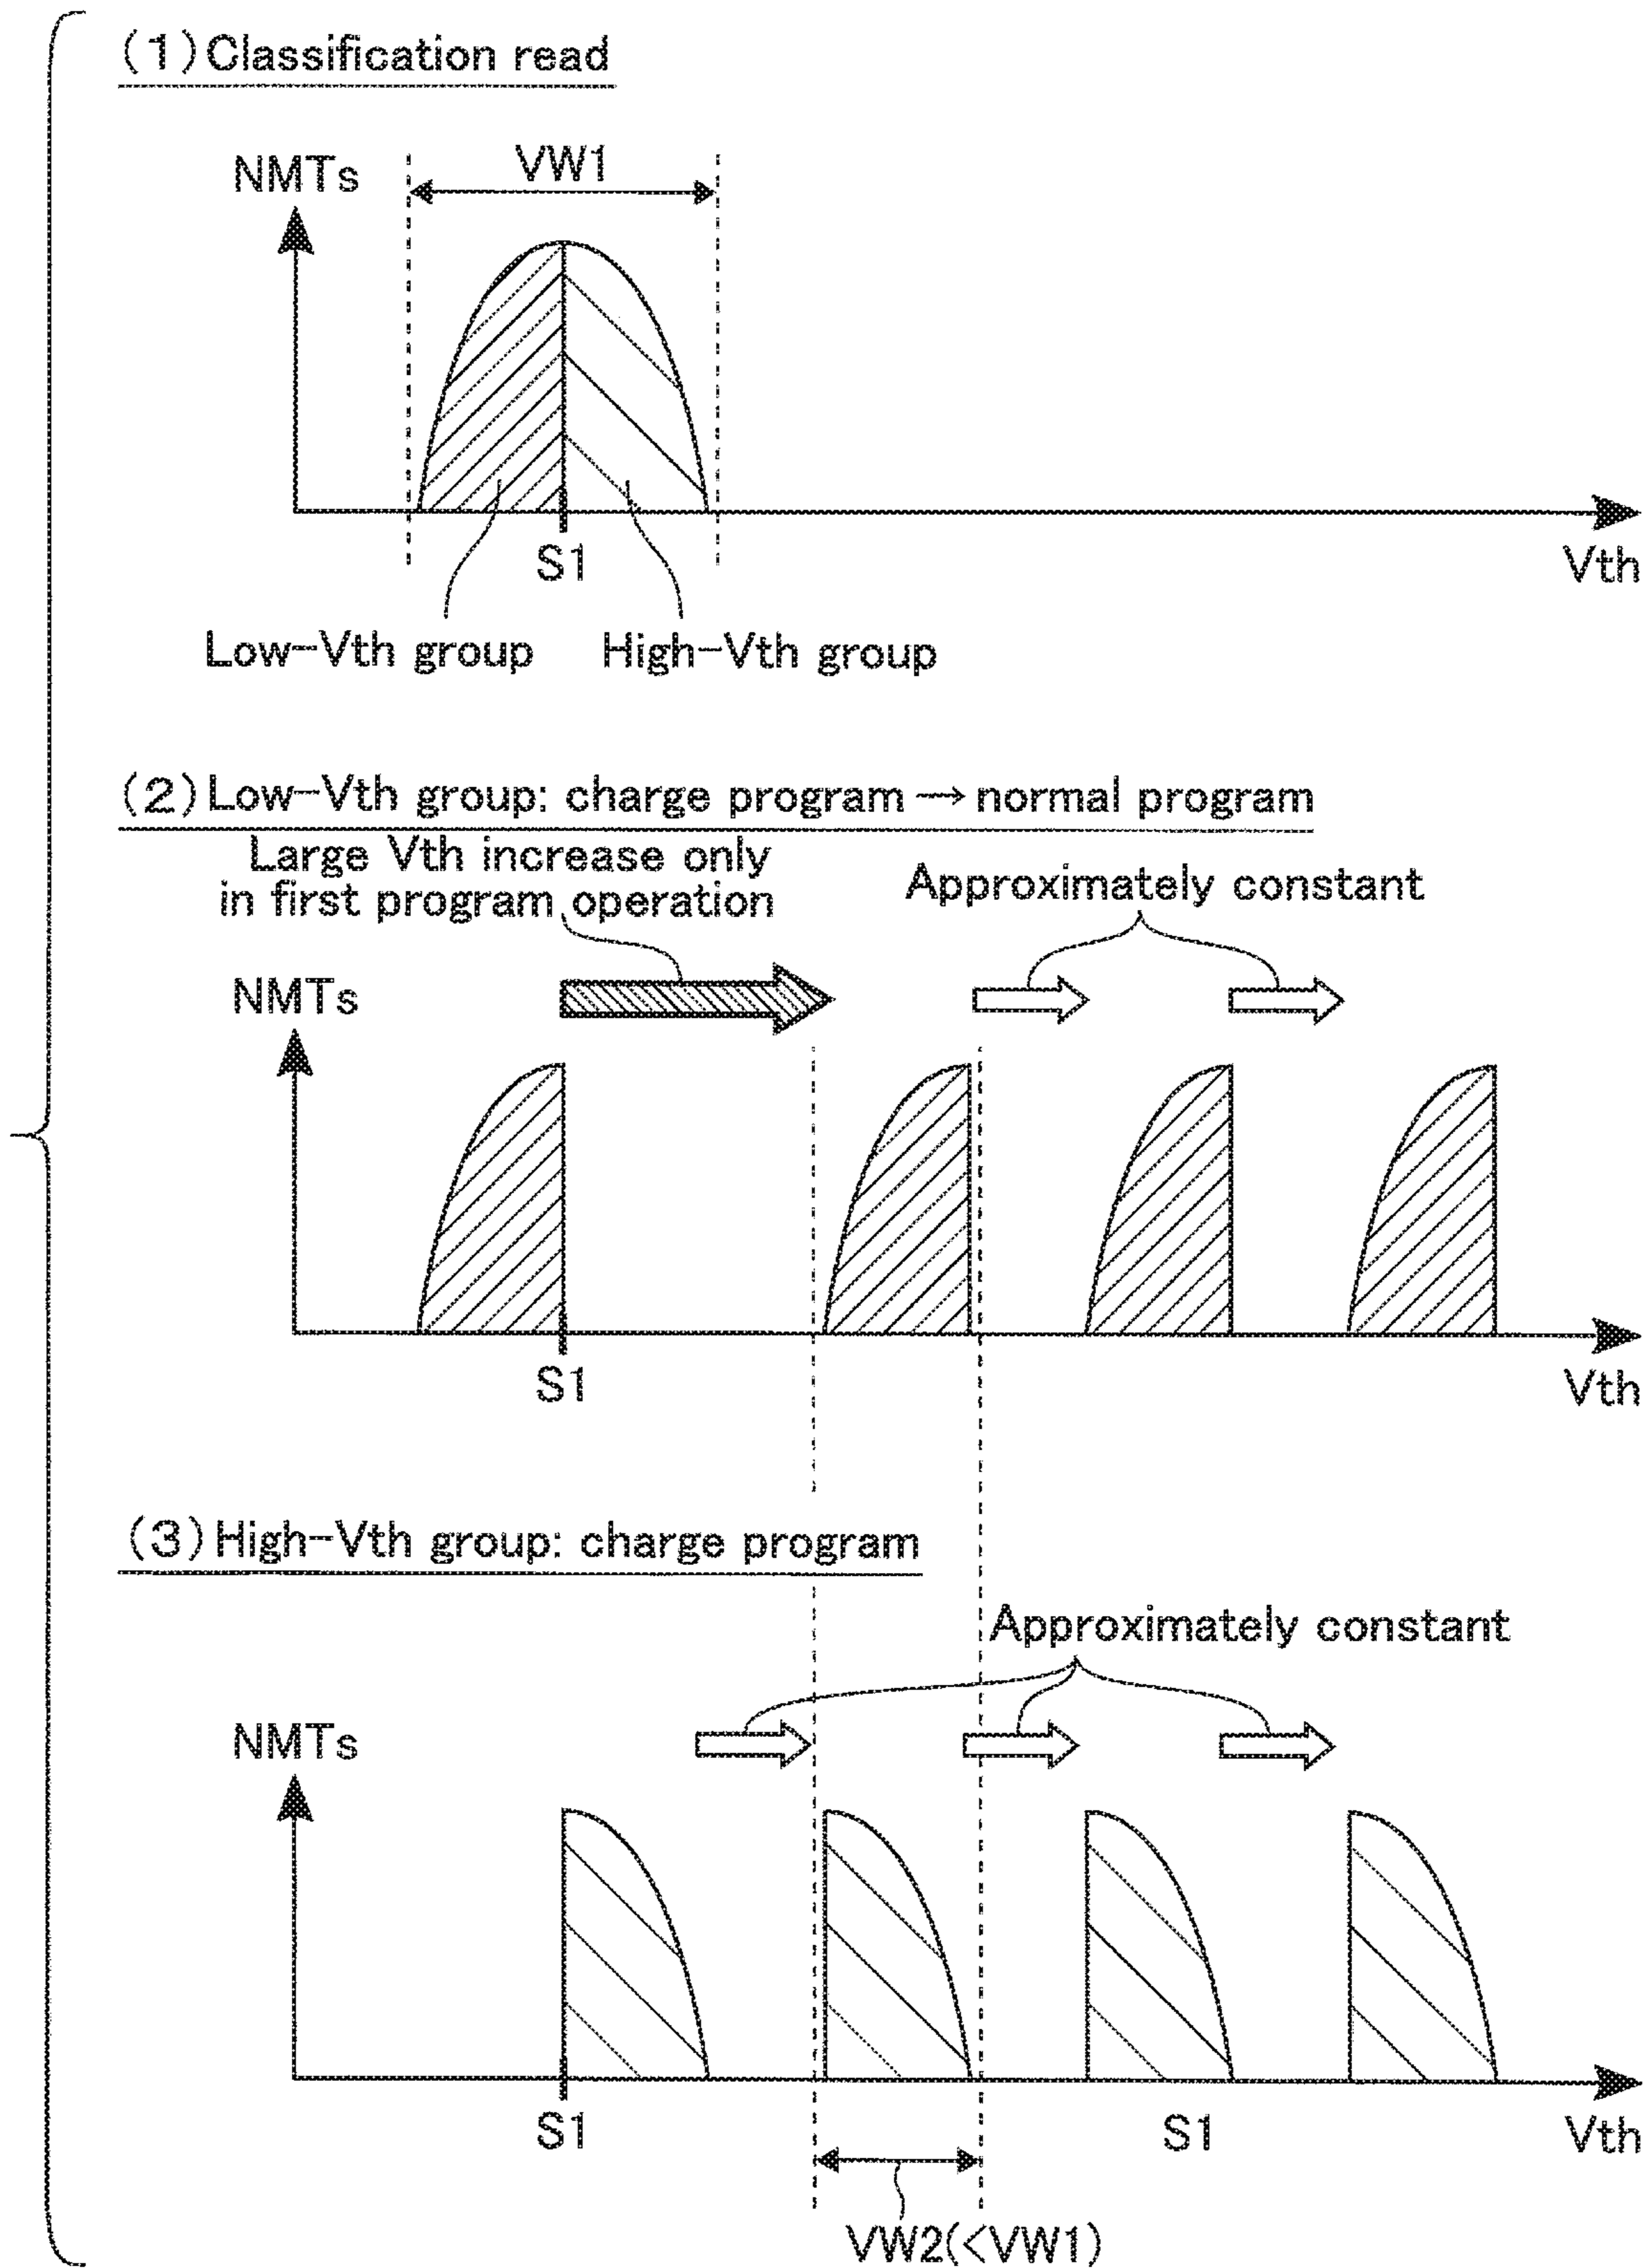 (1)Classification read
NMTs
VW1
S1
Vth
Low-Vth group
High-Vth group
(2)Low-Vth group: charge program → normal program
Large Vth increase only
in first program operation
Approximately constant
NMTs
S1
Vth
(3)High-Vth group: charge program
Approximately constant
NMTs
S1
S1
Vth
VW2(<VW1)